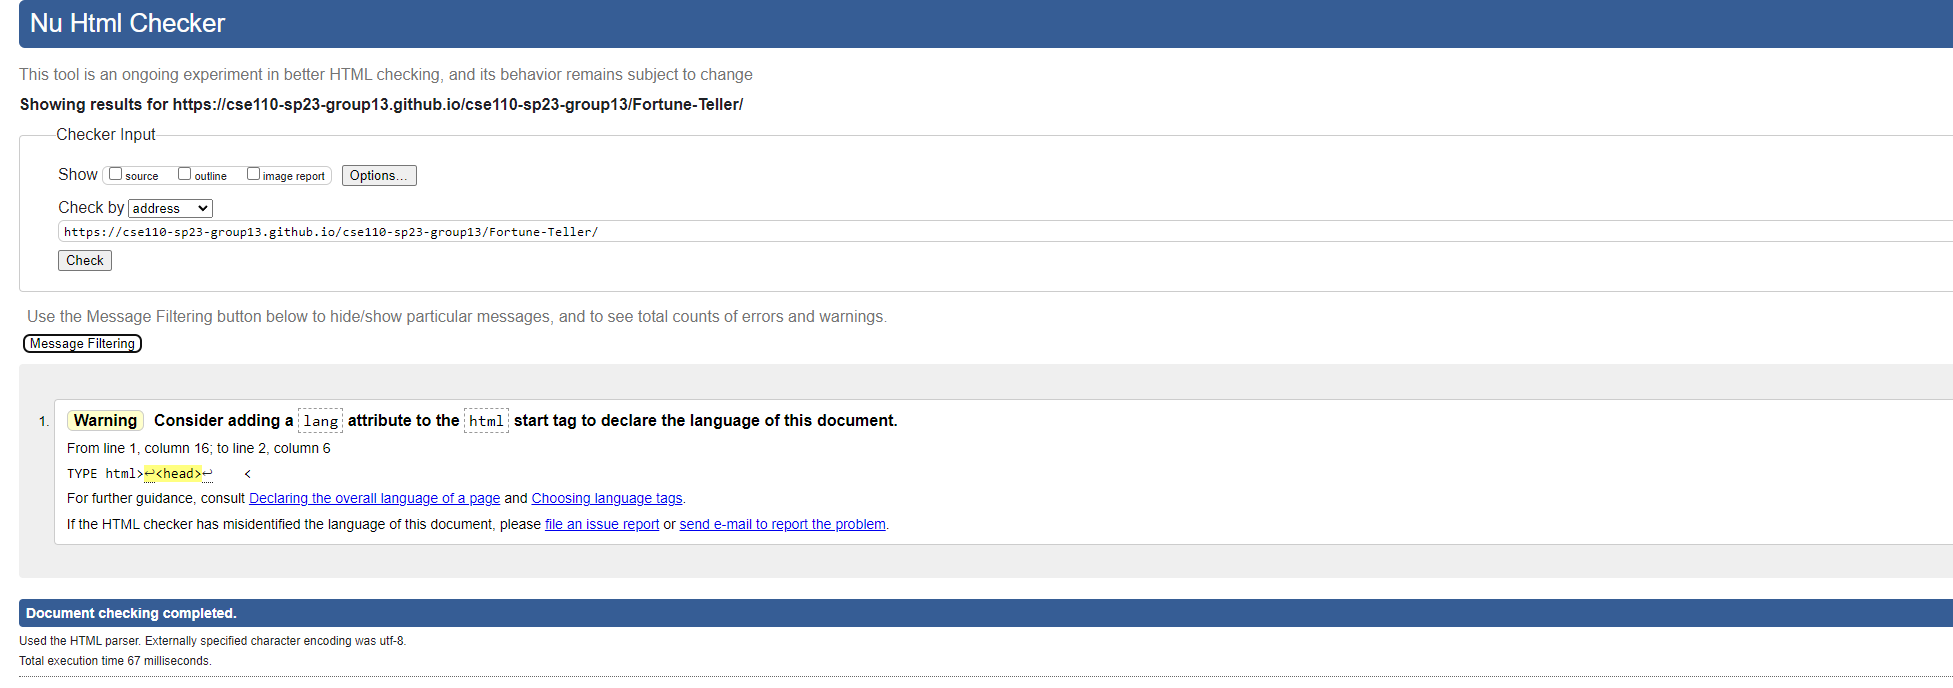 Nu Html Checker
This tool is an ongoing experiment in better HTML checking, and its behavior remains subject to change
Showing results for https://cse110-sp23-group13.github.io/cse110-sp23-group13/Fortune-Teller/
Checker Input
Show source outline image report Options...
Check by address
https://cse110-sp23-group13.github.io/cse110-sp23-group13/Fortune-Teller/
Check
Use the Message Filtering button below to hide/show particular messages, and to see total counts of errors and warnings.
Message Filtering
1. Warning Consider adding a lang attribute to the html start tag to declare the language of this document.
From line 1, column 16; to line 2, column 6
TYPE html>↩<head>↩    <
For further guidance, consult Declaring the overall language of a page and Choosing language tags.
If the HTML checker has misidentified the language of this document, please file an issue report or send e-mail to report the problem.
Document checking completed.
Used the HTML parser. Externally specified character encoding was utf-8.
Total execution time 67 milliseconds.